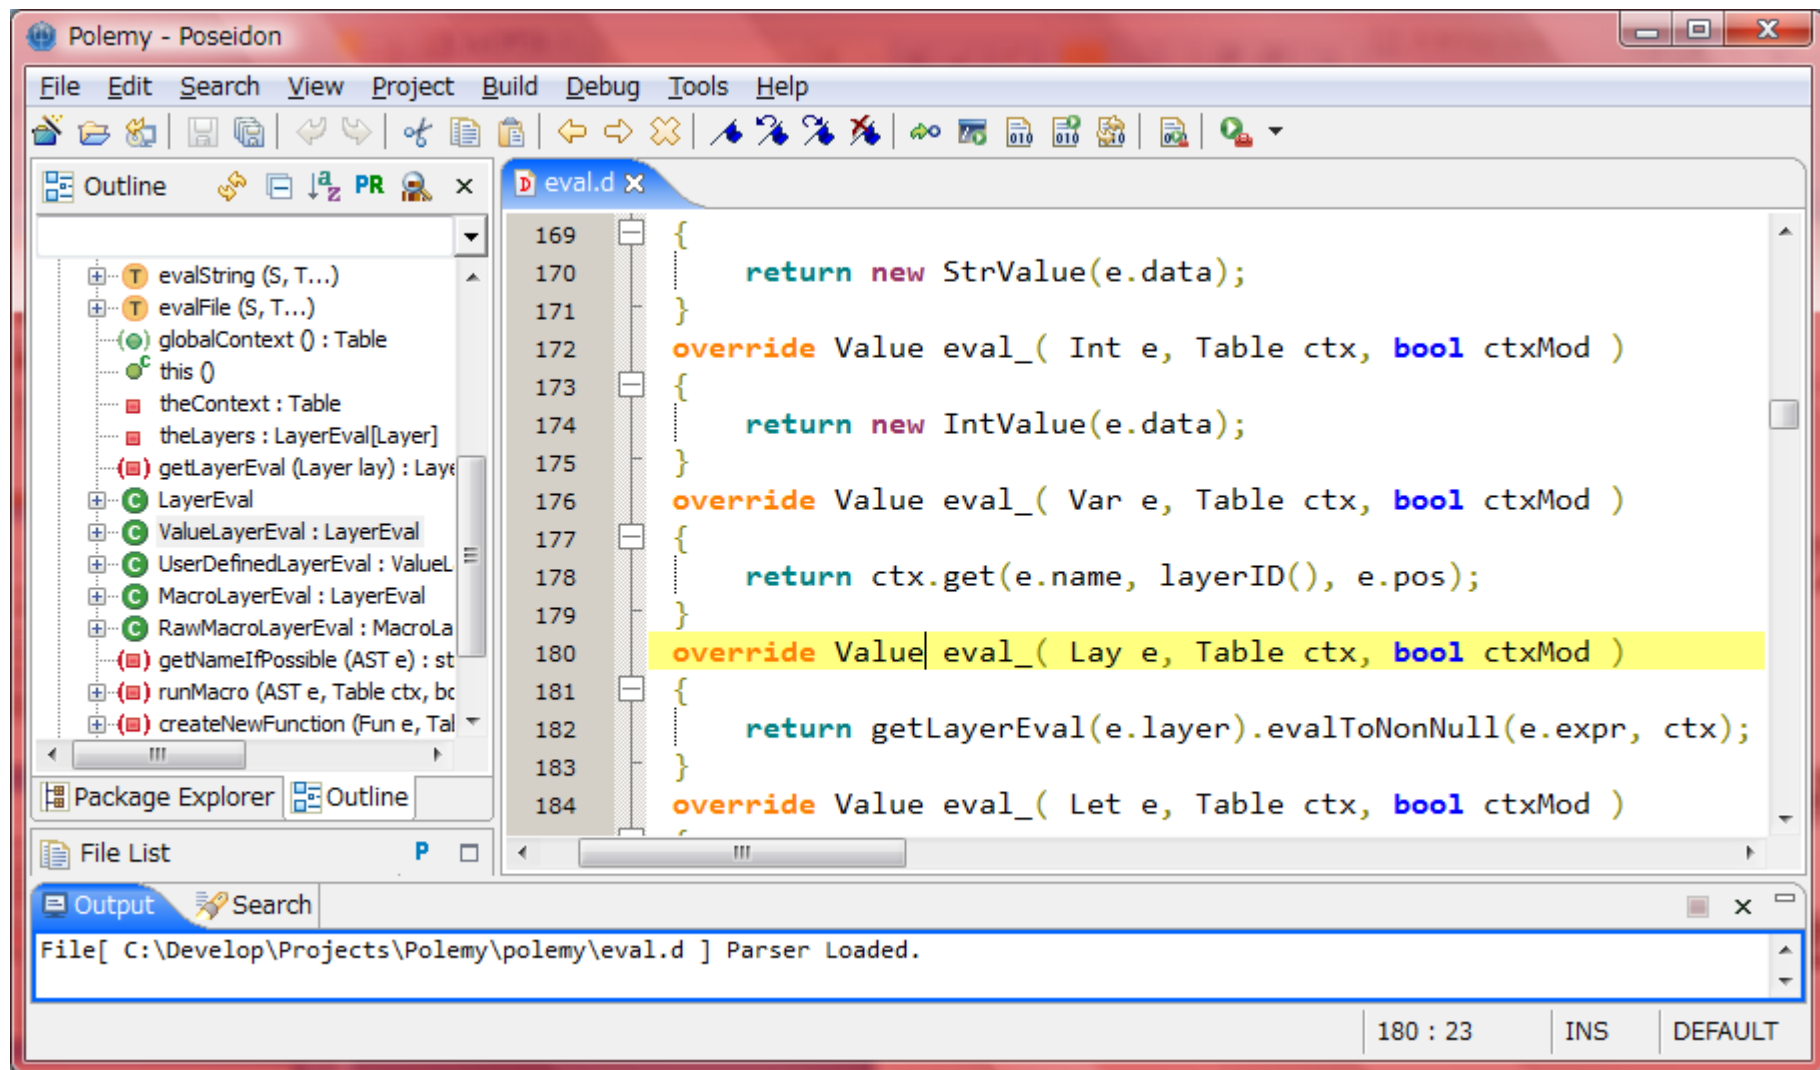 Polemy - Poseidon
File Edit Search View Project Build Debug Tools Help
Outline PR
evalString (S, T...)
evalFile (S, T...)
globalContext () : Table
this ()
theContext : Table
theLayers : LayerEval[Layer]
getLayerEval (Layer lay) : Laye
LayerEval
ValueLayerEval : LayerEval
UserDefinedLayerEval : ValueL
MacroLayerEval : LayerEval
RawMacroLayerEval : MacroLa
getNameIfPossible (AST e) : st
runMacro (AST e, Table ctx, bo
createNewFunction (Fun e, Tal
Package Explorer Outline
File List P
eval.d
169 {
170 return new StrValue(e.data);
171 }
172 override Value eval_( Int e, Table ctx, bool ctxMod )
173 {
174 return new IntValue(e.data);
175 }
176 override Value eval_( Var e, Table ctx, bool ctxMod )
177 {
178 return ctx.get(e.name, layerID(), e.pos);
179 }
180 override Value eval_( Lay e, Table ctx, bool ctxMod )
181 {
182 return getLayerEval(e.layer).evalToNonNull(e.expr, ctx);
183 }
184 override Value eval_( Let e, Table ctx, bool ctxMod )
Output Search
File[ C:\Develop\Projects\Polemy\polemy\eval.d ] Parser Loaded.
180 : 23 INS DEFAULT